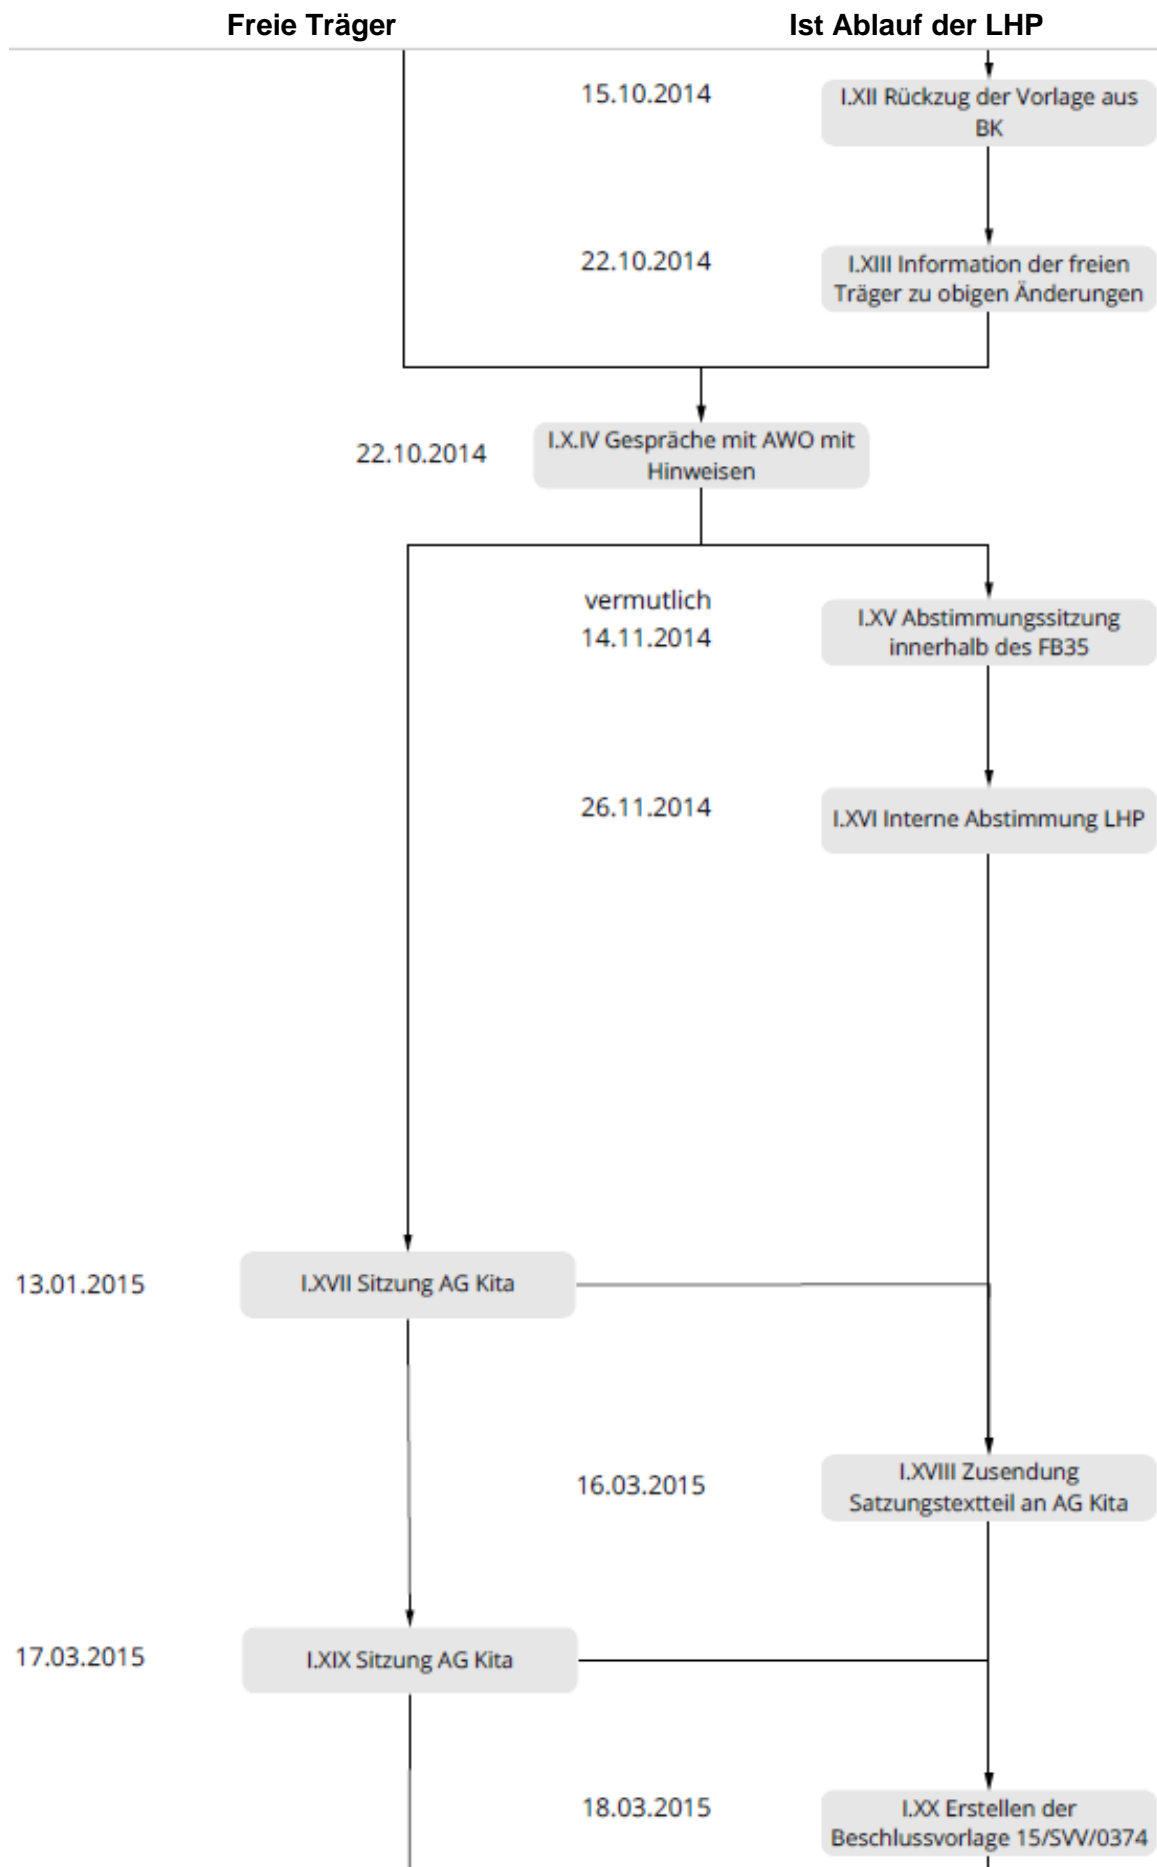 Freie Träger
Ist Ablauf der LHP
15.10.2014
I.XII Rückzug der Vorlage aus
BK
22.10.2014
I.XIII Information der freien
Träger zu obigen Änderungen
22.10.2014
I.X.IV Gespräche mit AWO mit
Hinweisen
vermutlich
14.11.2014
I.XV Abstimmungssitzung
innerhalb des FB35
26.11.2014
I.XVI Interne Abstimmung LHP
13.01.2015
I.XVII Sitzung AG Kita
16.03.2015
I.XVIII Zusendung
Satzungstextteil an AG Kita
17.03.2015
I.XIX Sitzung AG Kita
18.03.2015
I.XX Erstellen der
Beschlussvorlage 15/SVV/0374